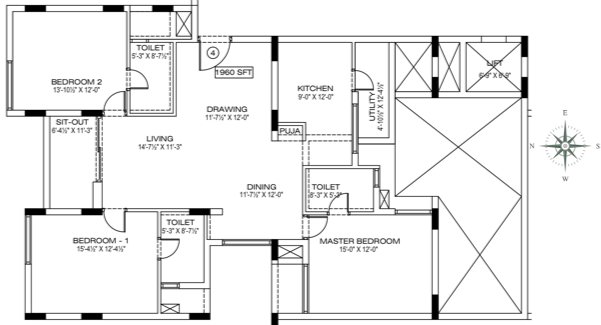 TOILET
5'-3" X 8'-7½"
4
1960 SFT
BEDROOM 2
13'-10½" X 12'-0"
LIFT
6'-9" X 6'-9"
KITCHEN
9'-0" X 12'-0"
UTILITY
4'-10½" X 12'-4½"
DRAWING
11'-7½" X 12'-0"
SIT-OUT
6'-4½" X 11'-3"
LIVING
14'-7½" X 11'-3"
PUJA
E
N
S
W
DINING
11'-7½" X 12'-0"
TOILET
8'-3" X 5'-3"
TOILET
5'-3" X 8'-7½"
BEDROOM - 1
15'-4½" X 12'-4½"
MASTER BEDROOM
15'-0" X 12'-0"